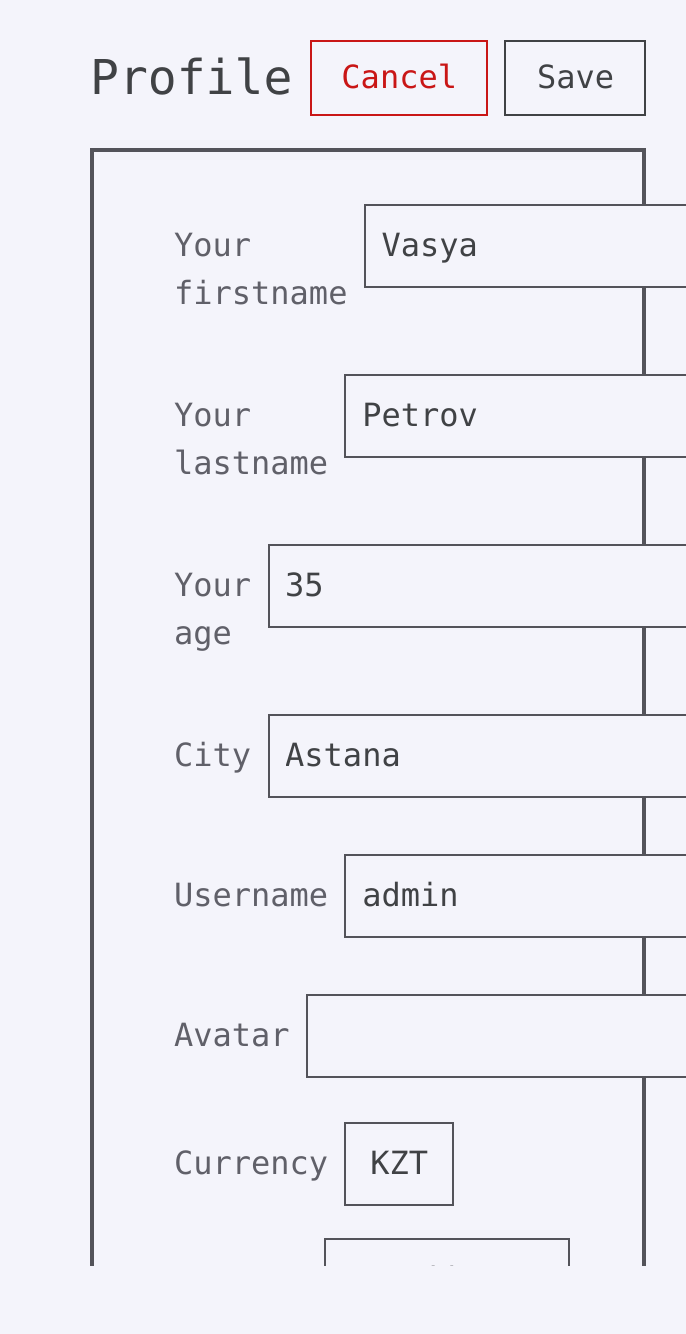 Profile Cancel Save
Your firstname Vasya
Your lastname Petrov
Your age 35
City Astana
Username admin
Avatar
Currency KZT